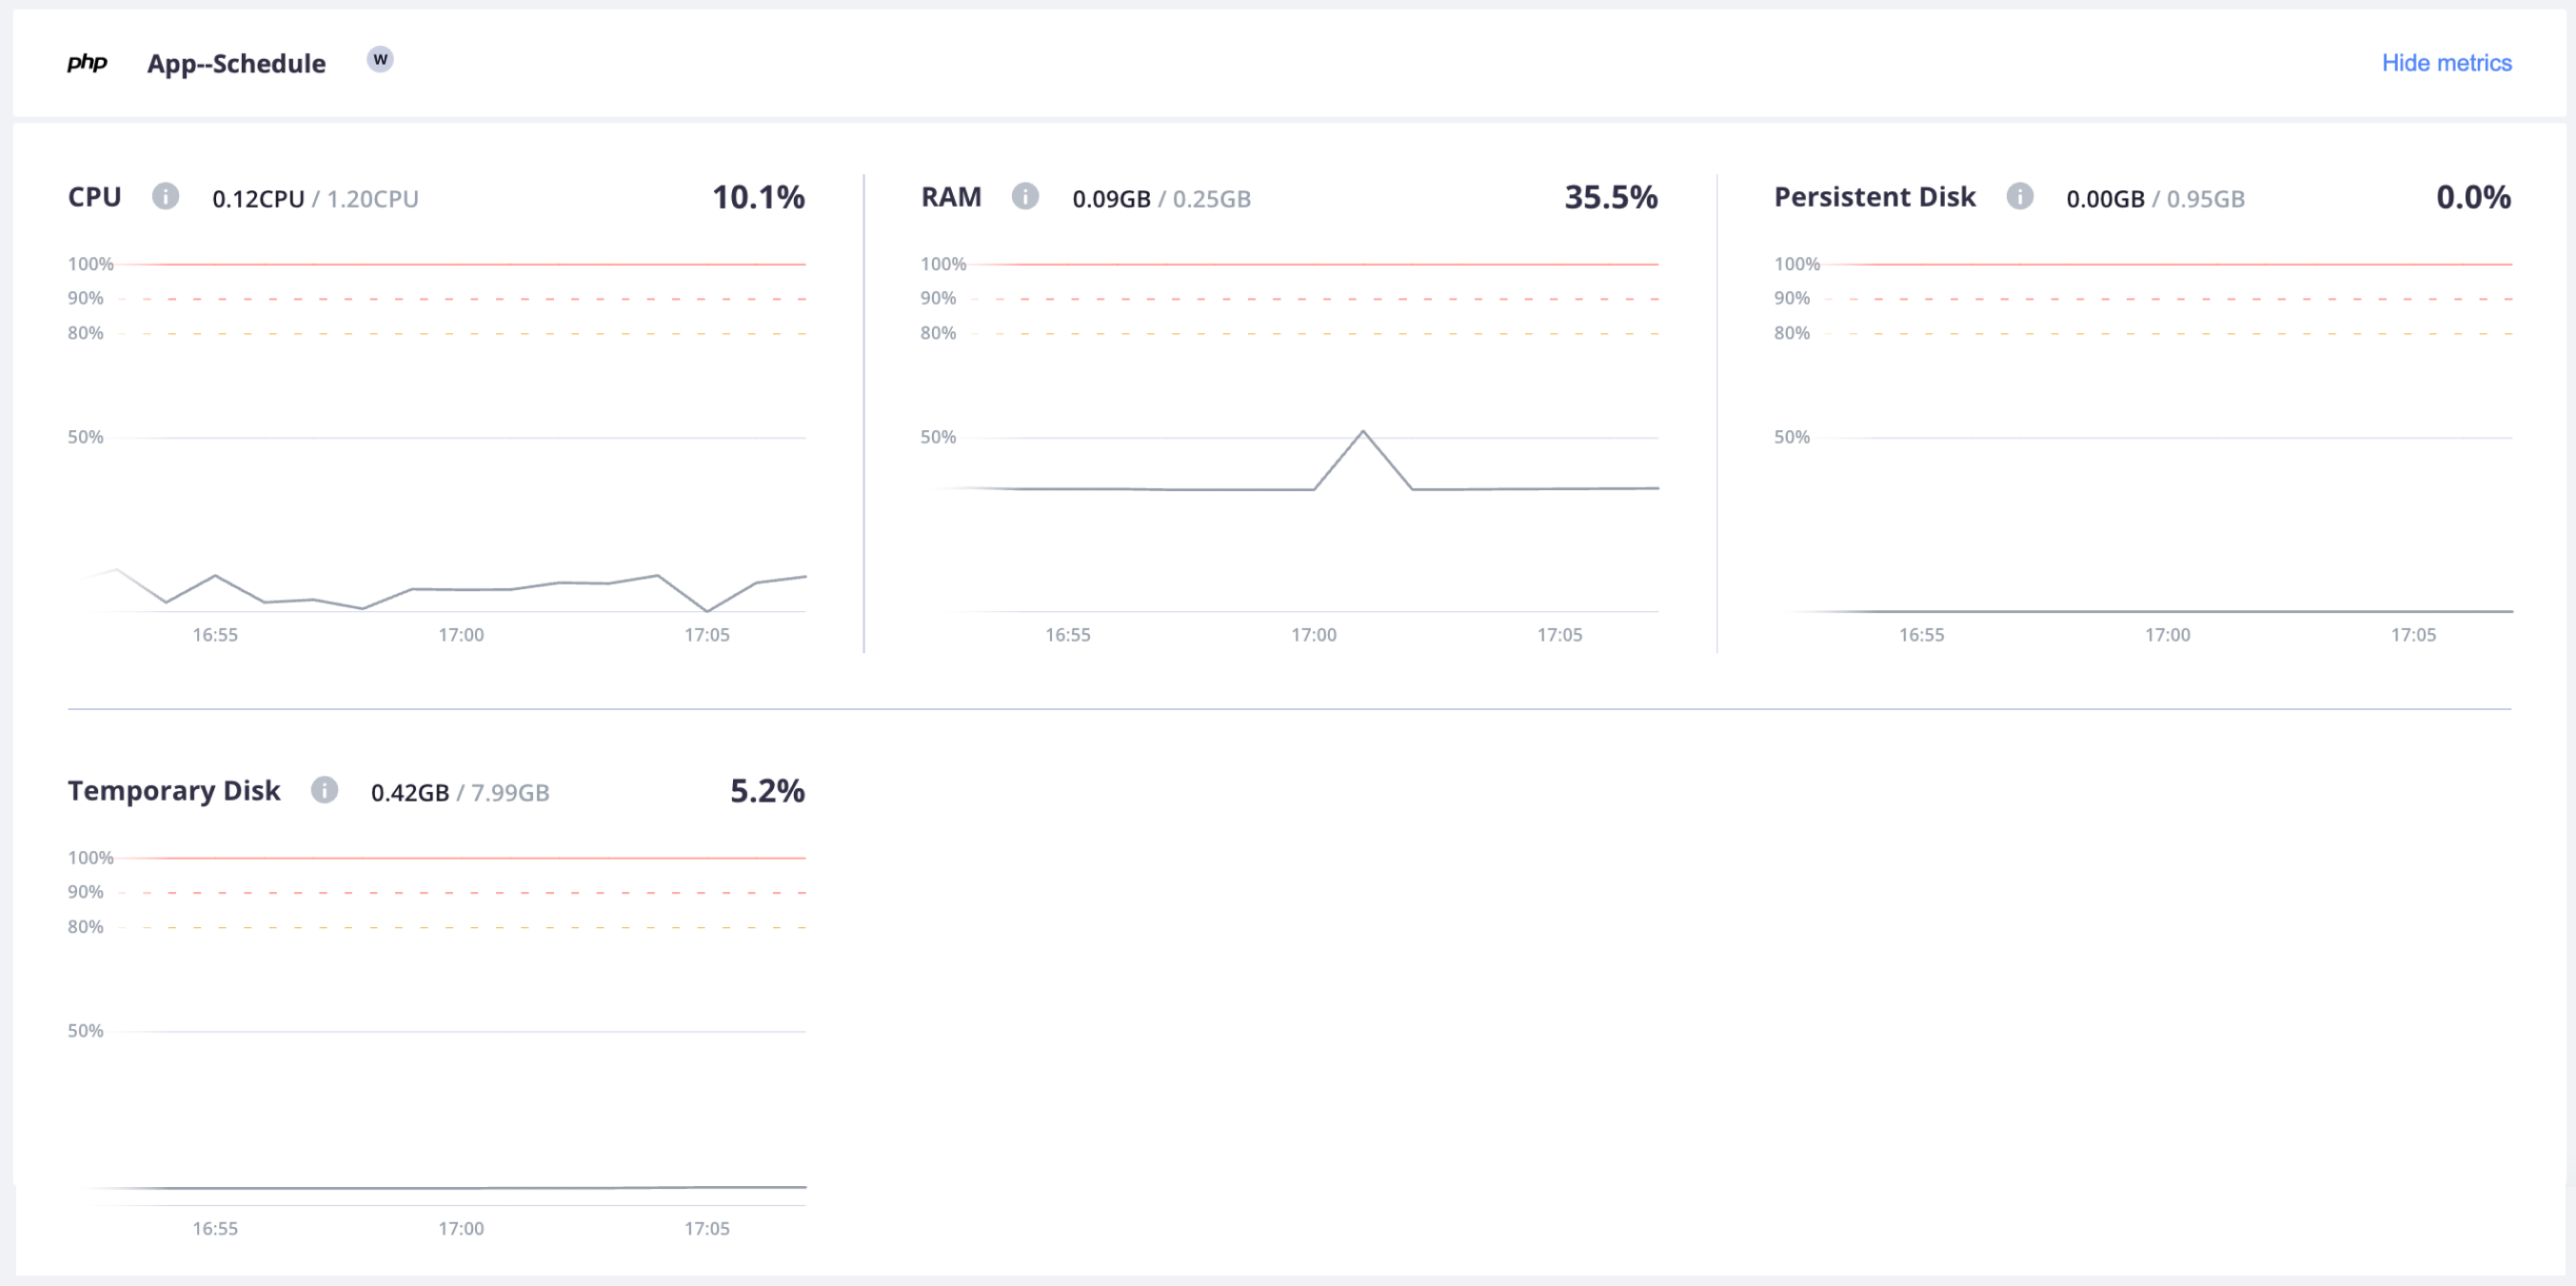 php App--Schedule W Hide metrics
CPU i 0.12CPU / 1.20CPU 10.1%
100%
90%
80%
50%
16:55 17:00 17:05
RAM i 0.09GB / 0.25GB 35.5%
100%
90%
80%
50%
16:55 17:00 17:05
Persistent Disk i 0.00GB / 0.95GB 0.0%
100%
90%
80%
50%
16:55 17:00 17:05
Temporary Disk i 0.42GB / 7.99GB 5.2%
100%
90%
80%
50%
16:55 17:00 17:05